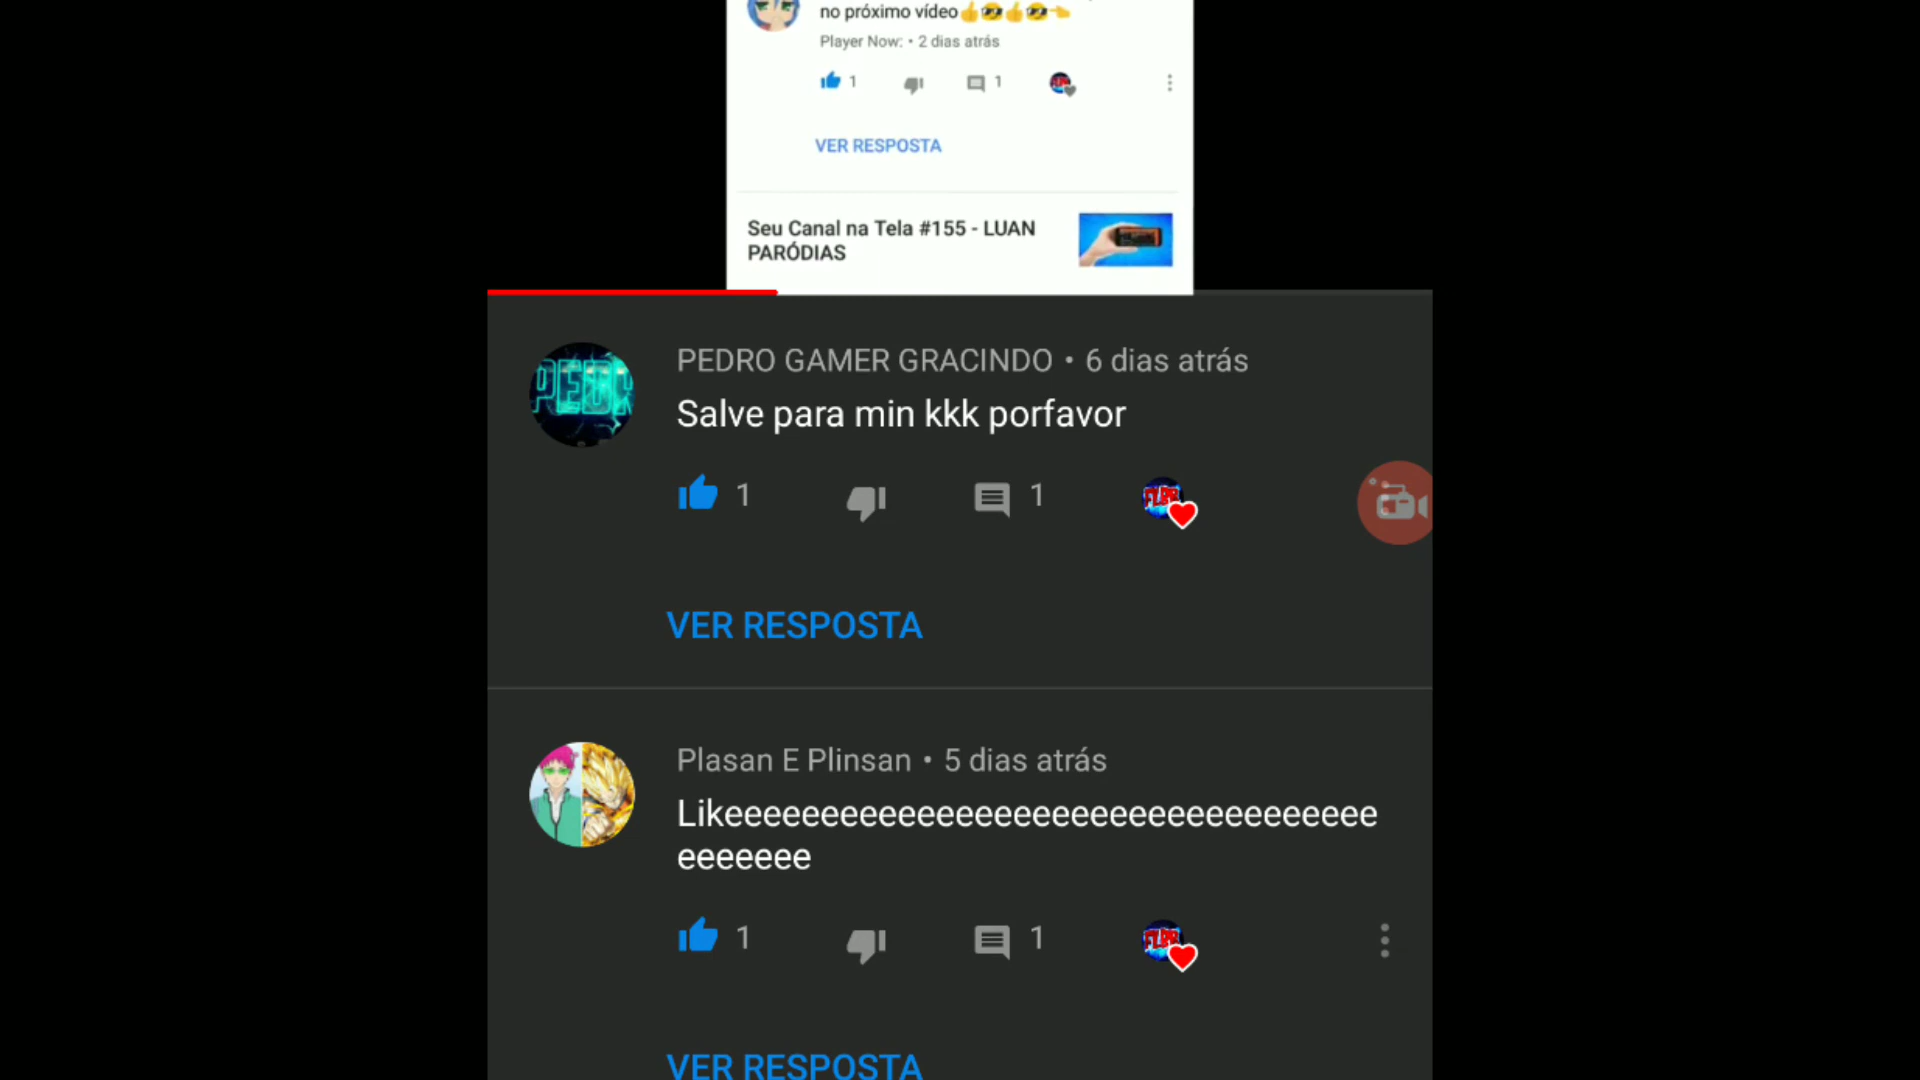 no próximo vídeo👍😎👍😎👈
Player Now: • 2 dias atrás
1
1
VER RESPOSTA
Seu Canal na Tela #155 - LUAN
PARÓDIAS
PEDRO GAMER GRACINDO • 6 dias atrás
Salve para min kkk porfavor
1
1
VER RESPOSTA
Plasan E Plinsan • 5 dias atrás
Likeeeeeeeeeeeeeeeeeeeeeeeeeeeeeeeeee
eeeeeee
1
1
VER RESPOSTA